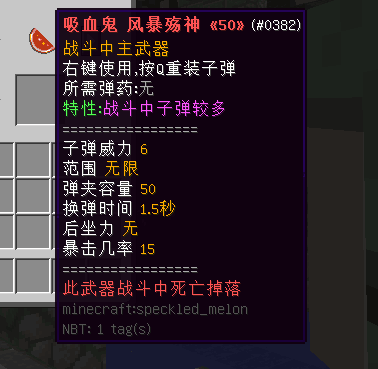 吸血鬼 风暴殇神 «50» (#0382)
战斗中主武器
右键使用,按Q重装子弹
所需弹药:无
特性:战斗中子弹较多
=================
子弹威力 6
范围 无限
弹夹容量 50
换弹时间 1.5秒
后坐力 无
暴击几率 15
=================
此武器战斗中死亡掉落
minecraft:speckled_melon
NBT: 1 tag(s)